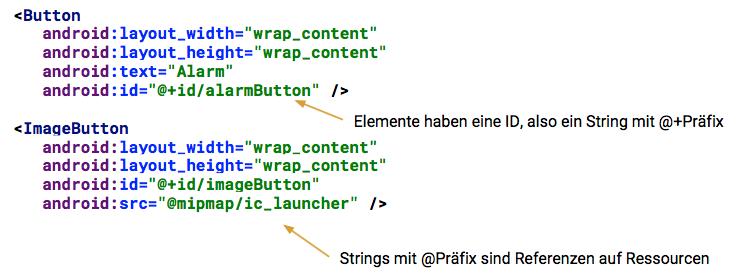 <Button
android:layout_width="wrap_content"
android:layout_height="wrap_content"
android:text="Alarm"
android:id="@+id/alarmButton" />
Elemente haben eine ID, also ein String mit @+Präfix
<ImageButton
android:layout_width="wrap_content"
android:layout_height="wrap_content"
android:id="@+id/imageButton"
android:src="@mipmap/ic_launcher" />
Strings mit @Präfix sind Referenzen auf Ressourcen